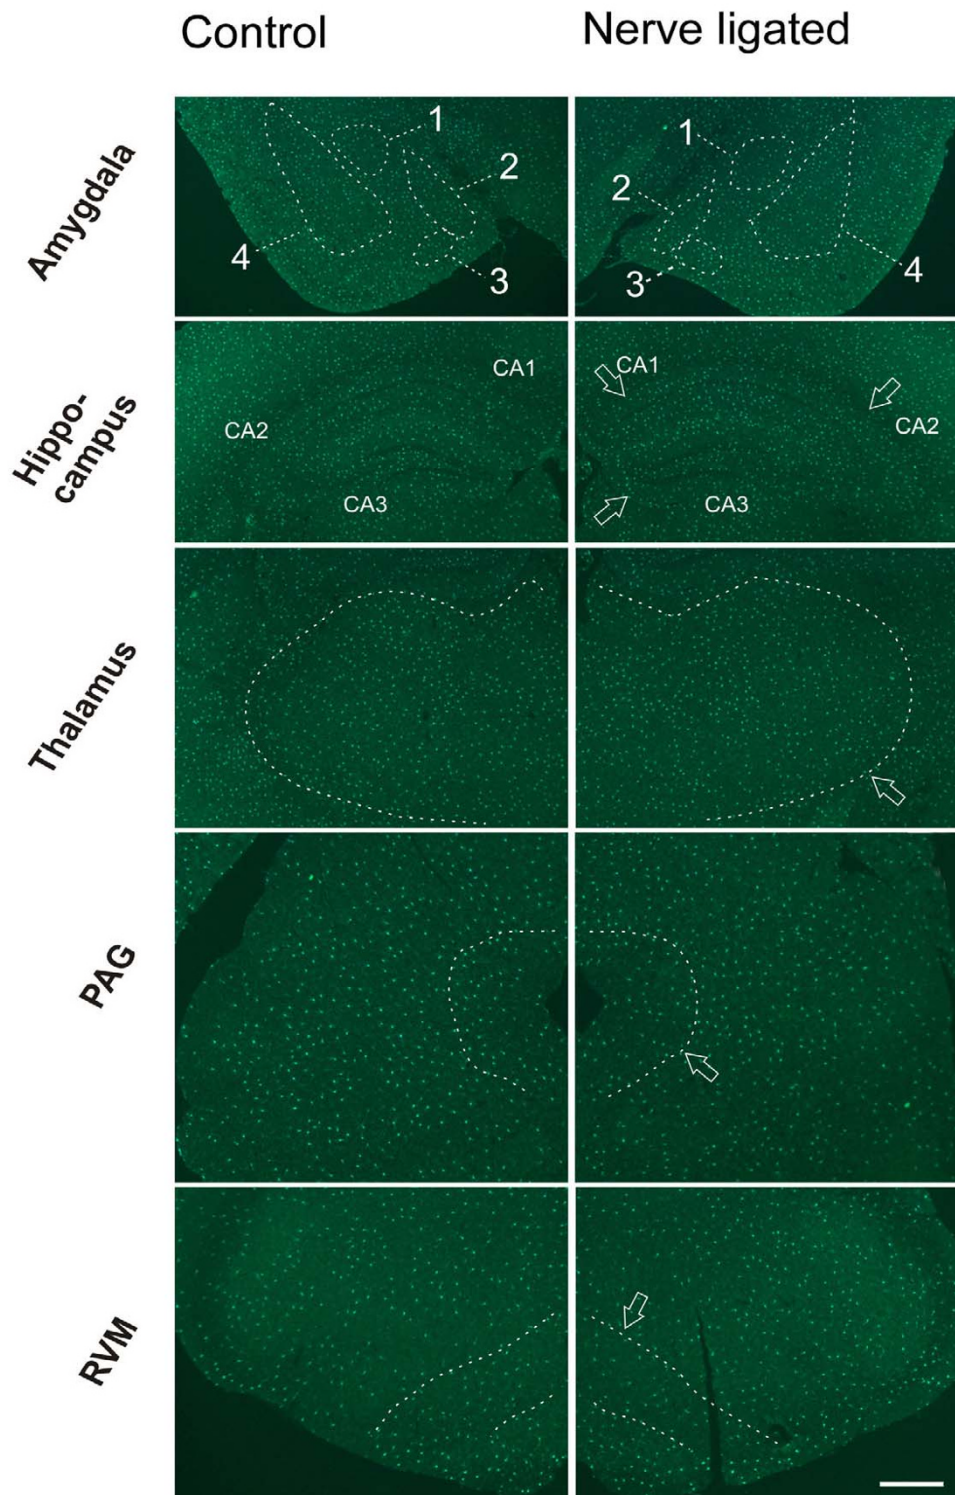 Control
Nerve ligated
Amygdala
1
2
3
4
1
2
3
4
Hippo-
campus
CA1
CA2
CA3
CA1
CA2
CA3
Thalamus
PAG
RVM